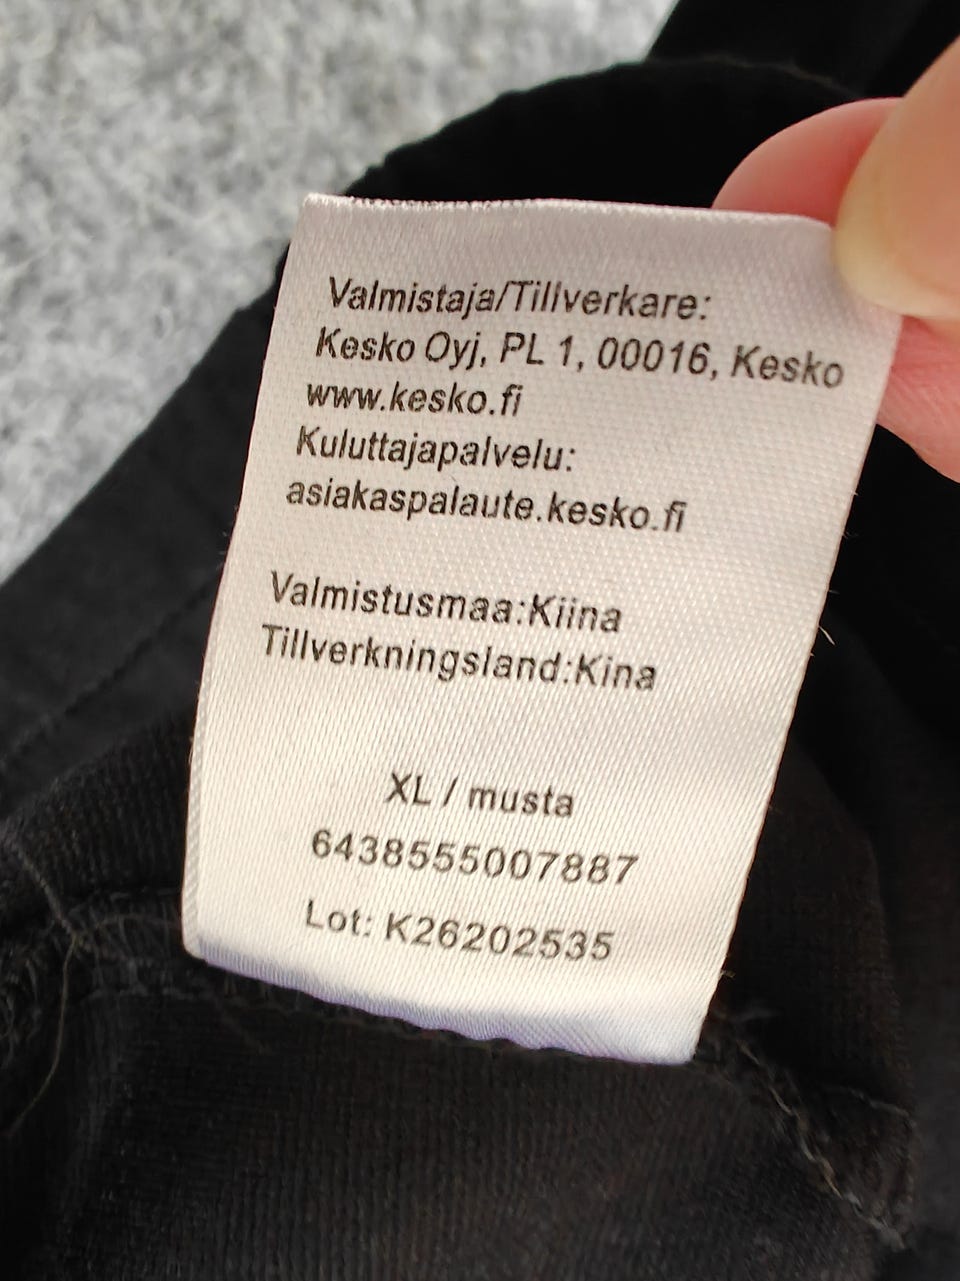 Valmistaja/Tillverkare:
Kesko Oyj, PL 1, 00016, Kesko
www.kesko.fi
Kuluttajapalvelu:
asiakaspalaute.kesko.fi
Valmistusmaa:Kiina
Tillverkningsland:Kina
XL / musta
6438555007887
Lot: K26202535